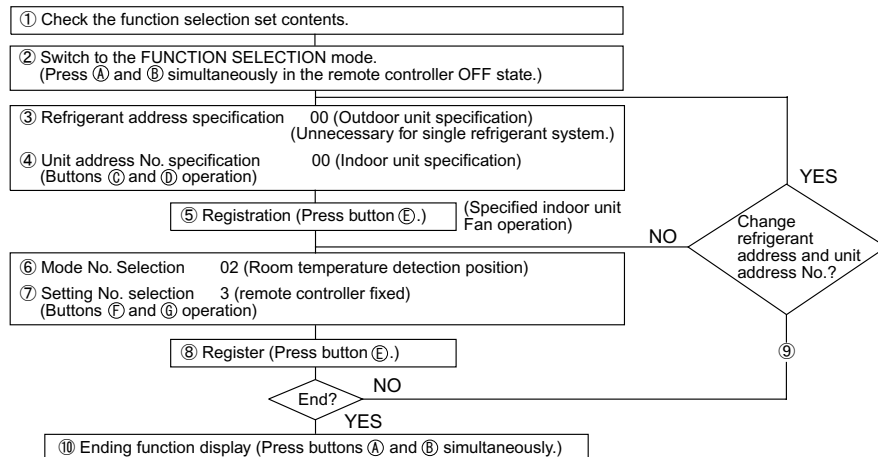 ① Check the function selection set contents.
② Switch to the FUNCTION SELECTION mode.
(Press Ⓐ and Ⓑ simultaneously in the remote controller OFF state.)
③ Refrigerant address specification 00 (Outdoor unit specification)
(Unnecessary for single refrigerant system.)
④ Unit address No. specification 00 (Indoor unit specification)
(Buttons Ⓒ and Ⓓ operation)
YES
⑤ Registration (Press button Ⓔ.)
(Specified indoor unit
Fan operation)
NO
Change
refrigerant
address and unit
address No.?
⑥ Mode No. Selection 02 (Room temperature detection position)
⑦ Setting No. selection 3 (remote controller fixed)
(Buttons Ⓕ and Ⓖ operation)
⑧ Register (Press button Ⓔ.)
⑨
End?
NO
YES
⑩ Ending function display (Press buttons Ⓐ and Ⓑ simultaneously.)